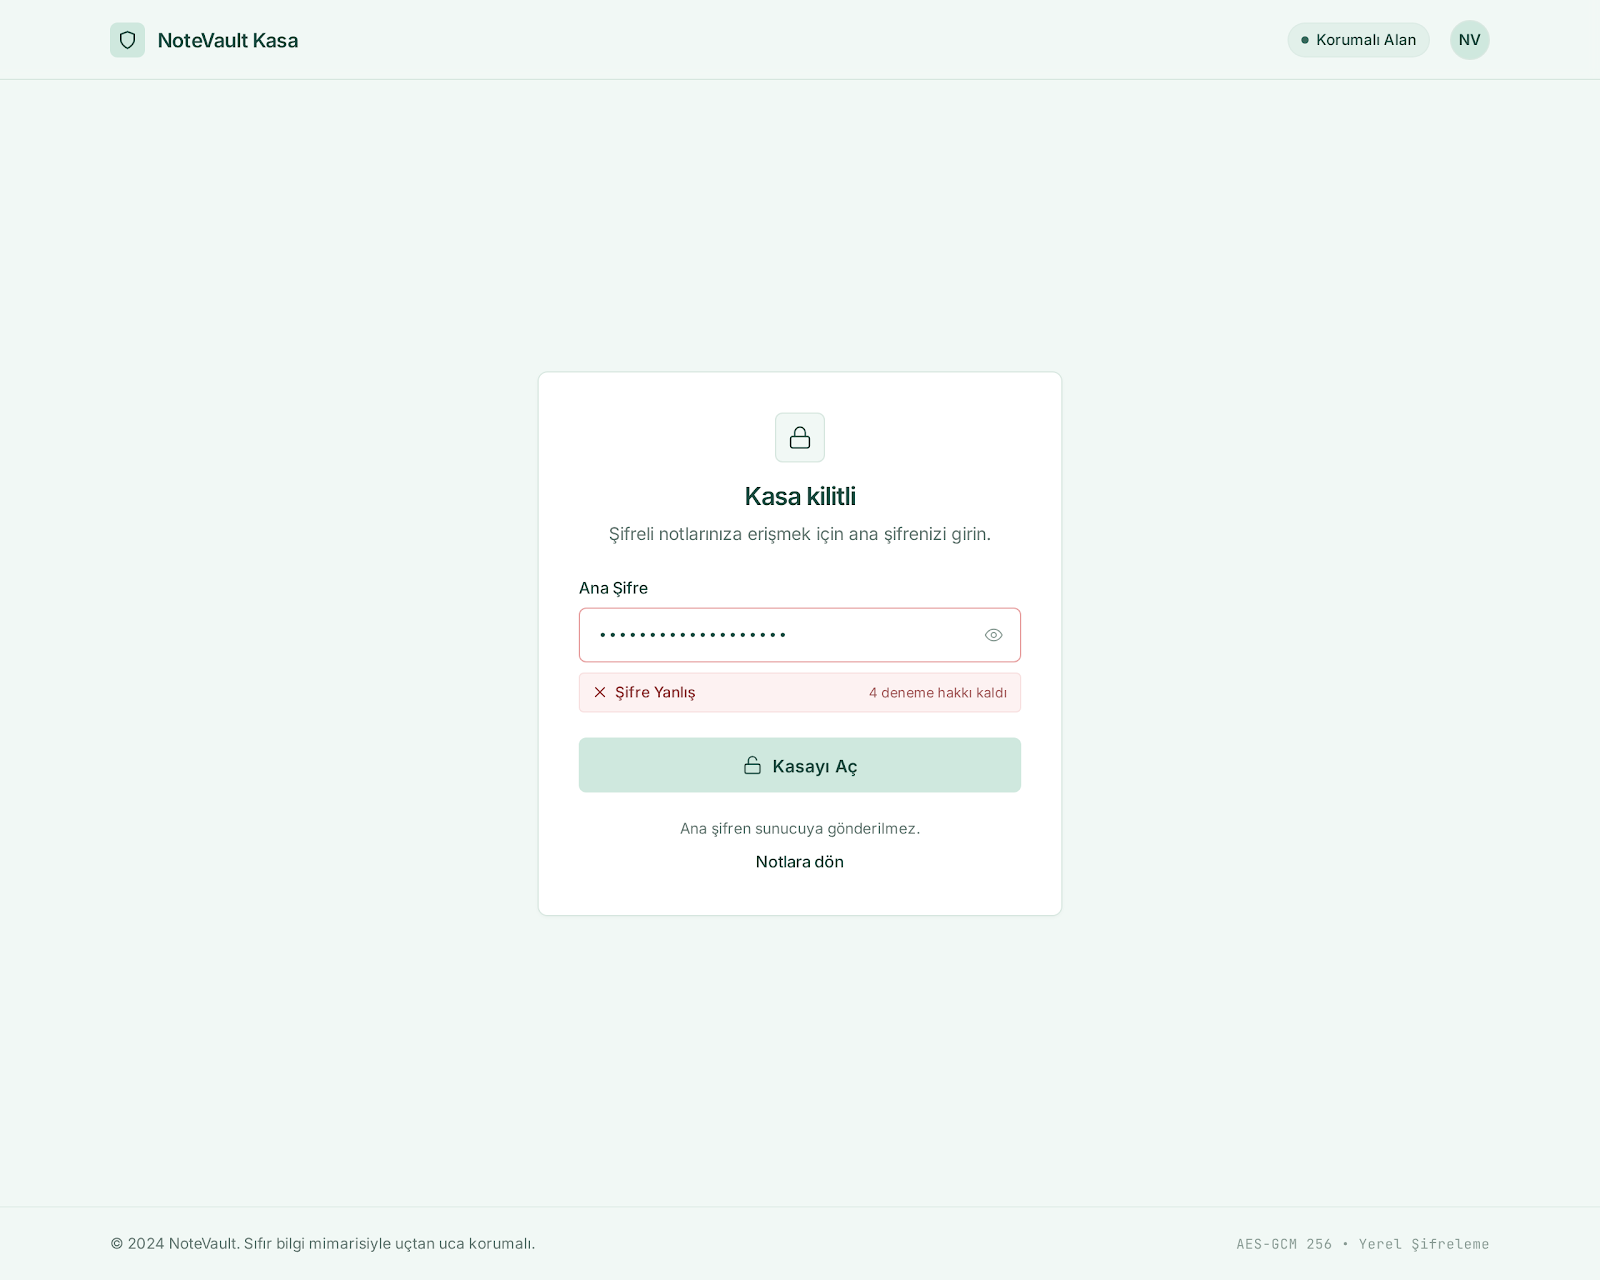 NoteVault Kasa
Korumalı Alan
NV
Kasa kilitli
Şifreli notlarınıza erişmek için ana şifrenizi girin.
Ana Şifre
•••••••••••••••••••
Şifre Yanlış
4 deneme hakkı kaldı
Kasayı Aç
Ana şifren sunucuya gönderilmez.
Notlara dön
© 2024 NoteVault. Sıfır bilgi mimarisiyle uçtan uca korumalı.
AES-GCM 256 • Yerel Şifreleme